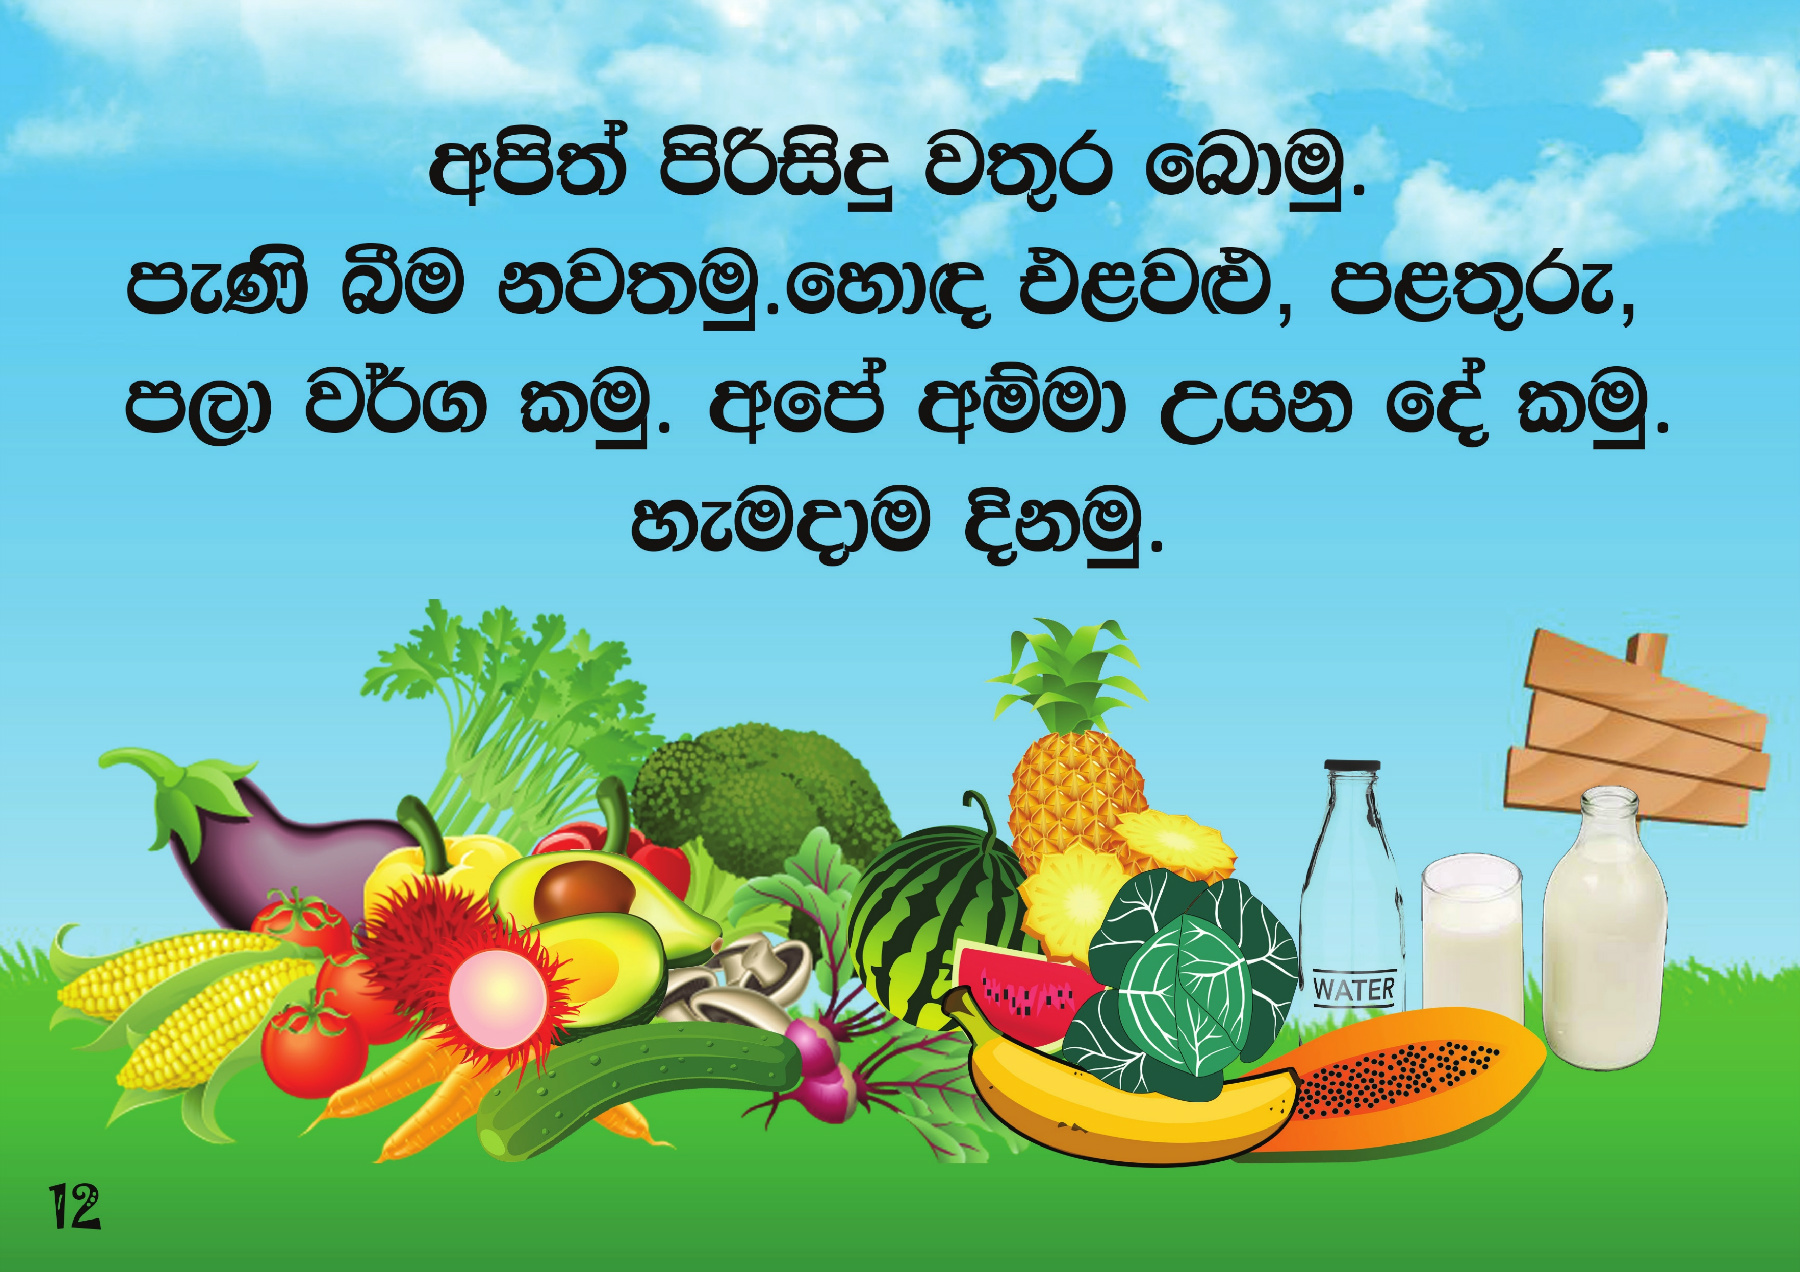 අපිත් පිරිසිදු වතුර බොමු.
පැණි බීම නවතමු.හොඳ එළවළු, පළතුරු,
පලා වර්ග කමු. අපේ අම්මා උයන දේ කමු.
හැමදාම දිනමු.
WATER
12